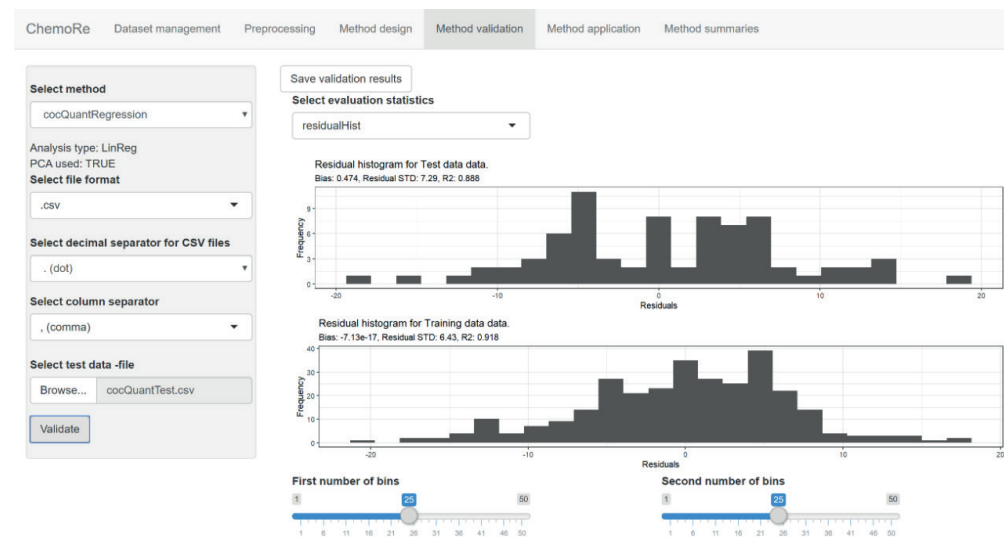 ChemoRe Dataset management Preprocessing Method design Method validation Method application Method summaries
Select method
cocQuantRegression
Analysis type: LinReg
PCA used: TRUE
Select file format
.csv
Select decimal separator for CSV files
. (dot)
Select column separator
, (comma)
Select test data -file
Browse... cocQuantTest.csv
Validate
Save validation results
Select evaluation statistics
residualHist
Residual histogram for Test data data.
Bias: 0.474, Residual STD: 7.29, R2: 0.888
Frequency
9
6
3
0
-20 -10 0 10 20
Residuals
Residual histogram for Training data data.
Bias: -7.13e-17, Residual STD: 6.43, R2: 0.918
Frequency
40
30
20
10
0
-20 -10 0 10 20
Residuals
First number of bins
1 25 50
1 6 11 16 21 26 31 36 41 46 50
Second number of bins
1 25 50
1 6 11 16 21 26 31 36 41 46 50